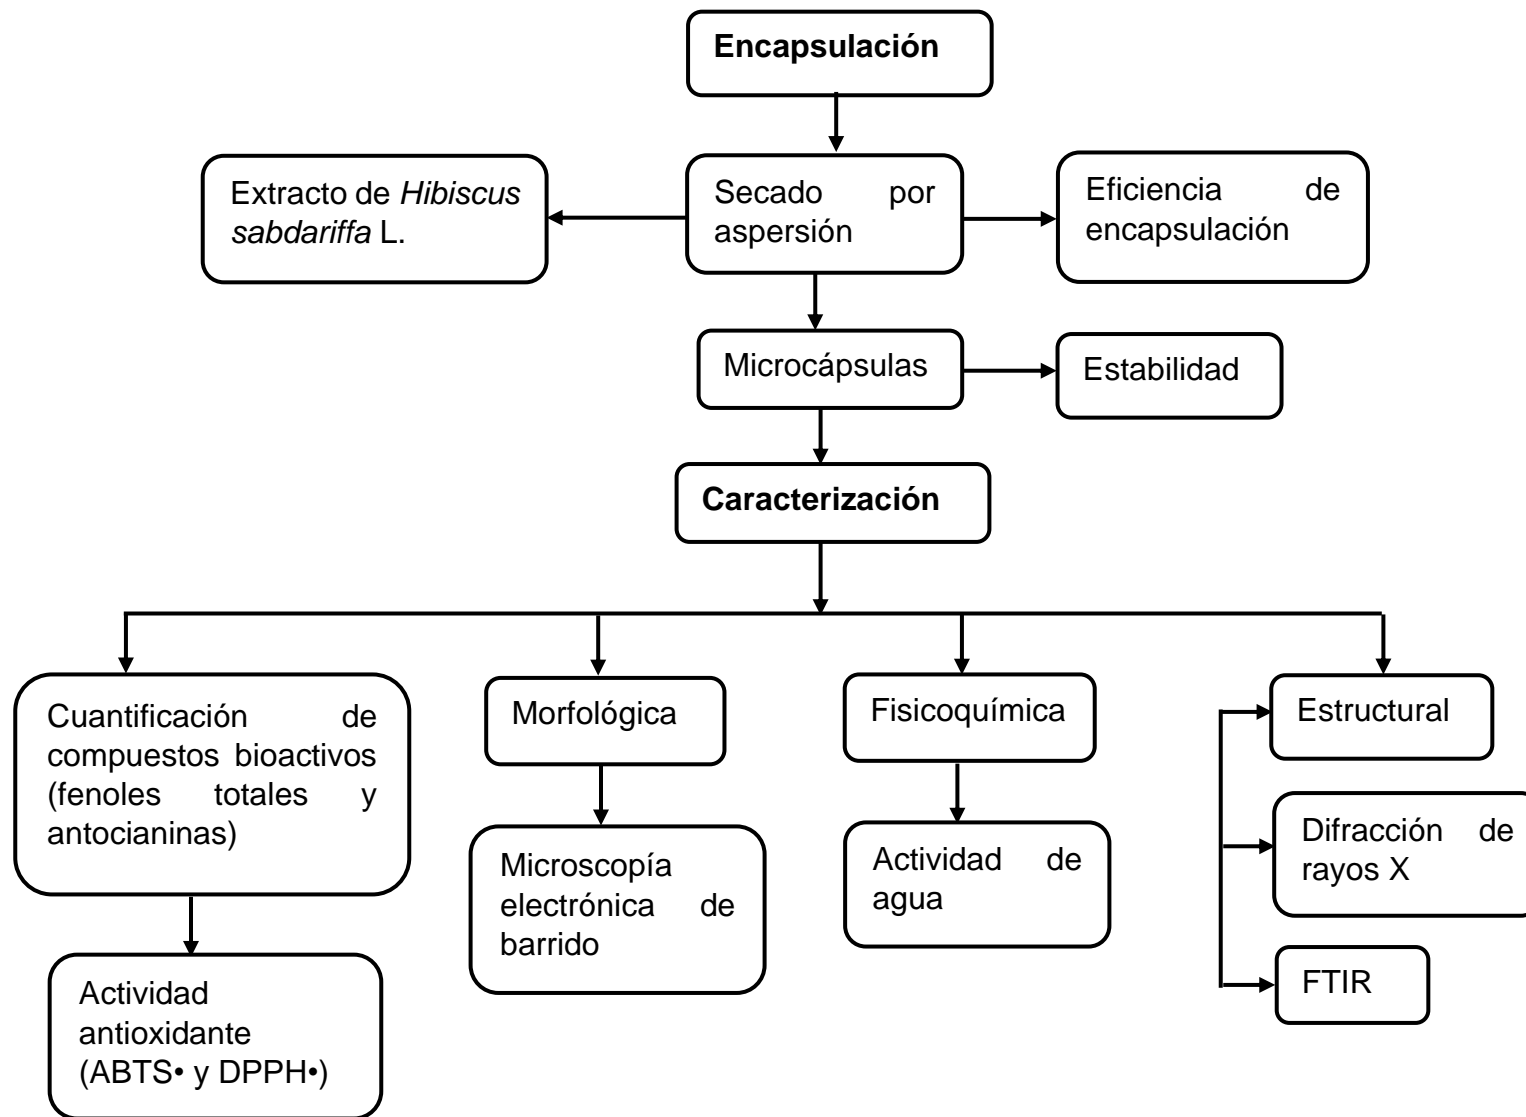 Encapsulación
Extracto de Hibiscus
sabdariffa L.
Secado por
aspersión
Eficiencia de
encapsulación
Microcápsulas
Estabilidad
Caracterización
Cuantificación de
compuestos bioactivos
(fenoles totales y
antocianinas)
Morfológica
Fisicoquímica
Estructural
Microscopía
electrónica de
barrido
Actividad de
agua
Difracción de
rayos X
FTIR
Actividad
antioxidante
(ABTS• y DPPH•)